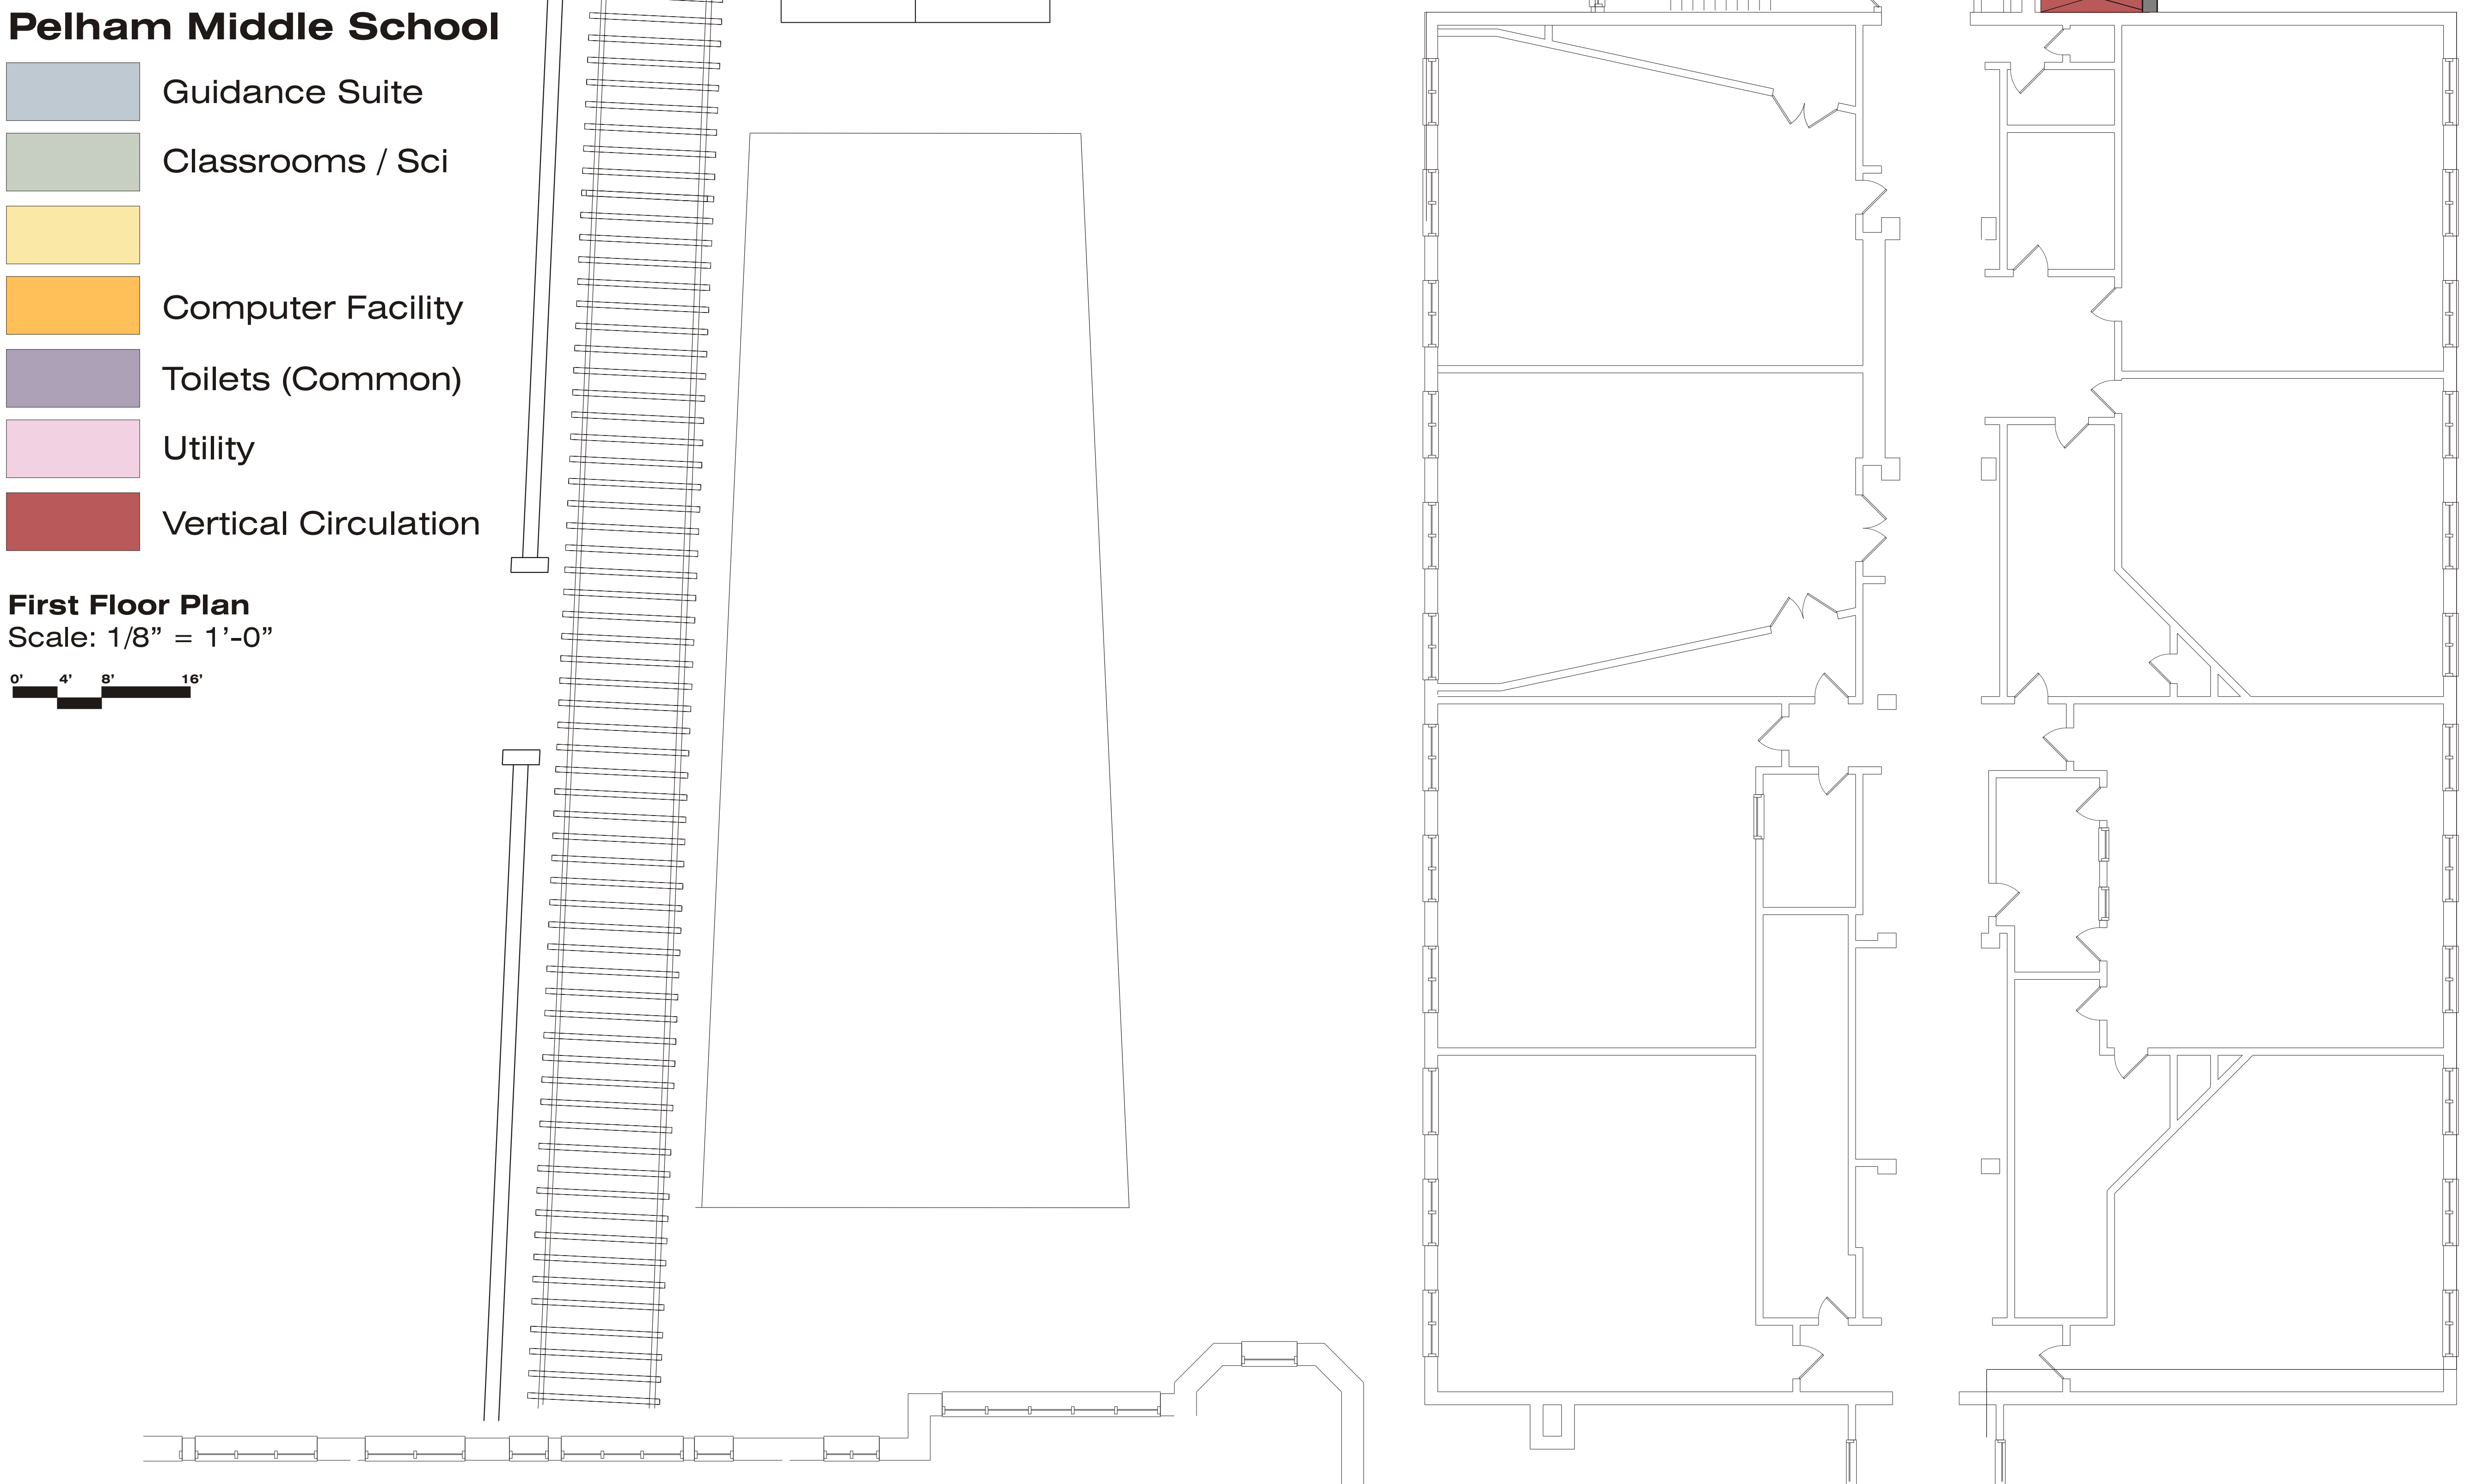 Pelham Middle School
Guidance Suite
Classrooms / Sci
Computer Facility
Toilets (Common)
Utility
Vertical Circulation
First Floor Plan
Scale: 1/8” = 1’-0”
0’ 4’ 8’ 16’